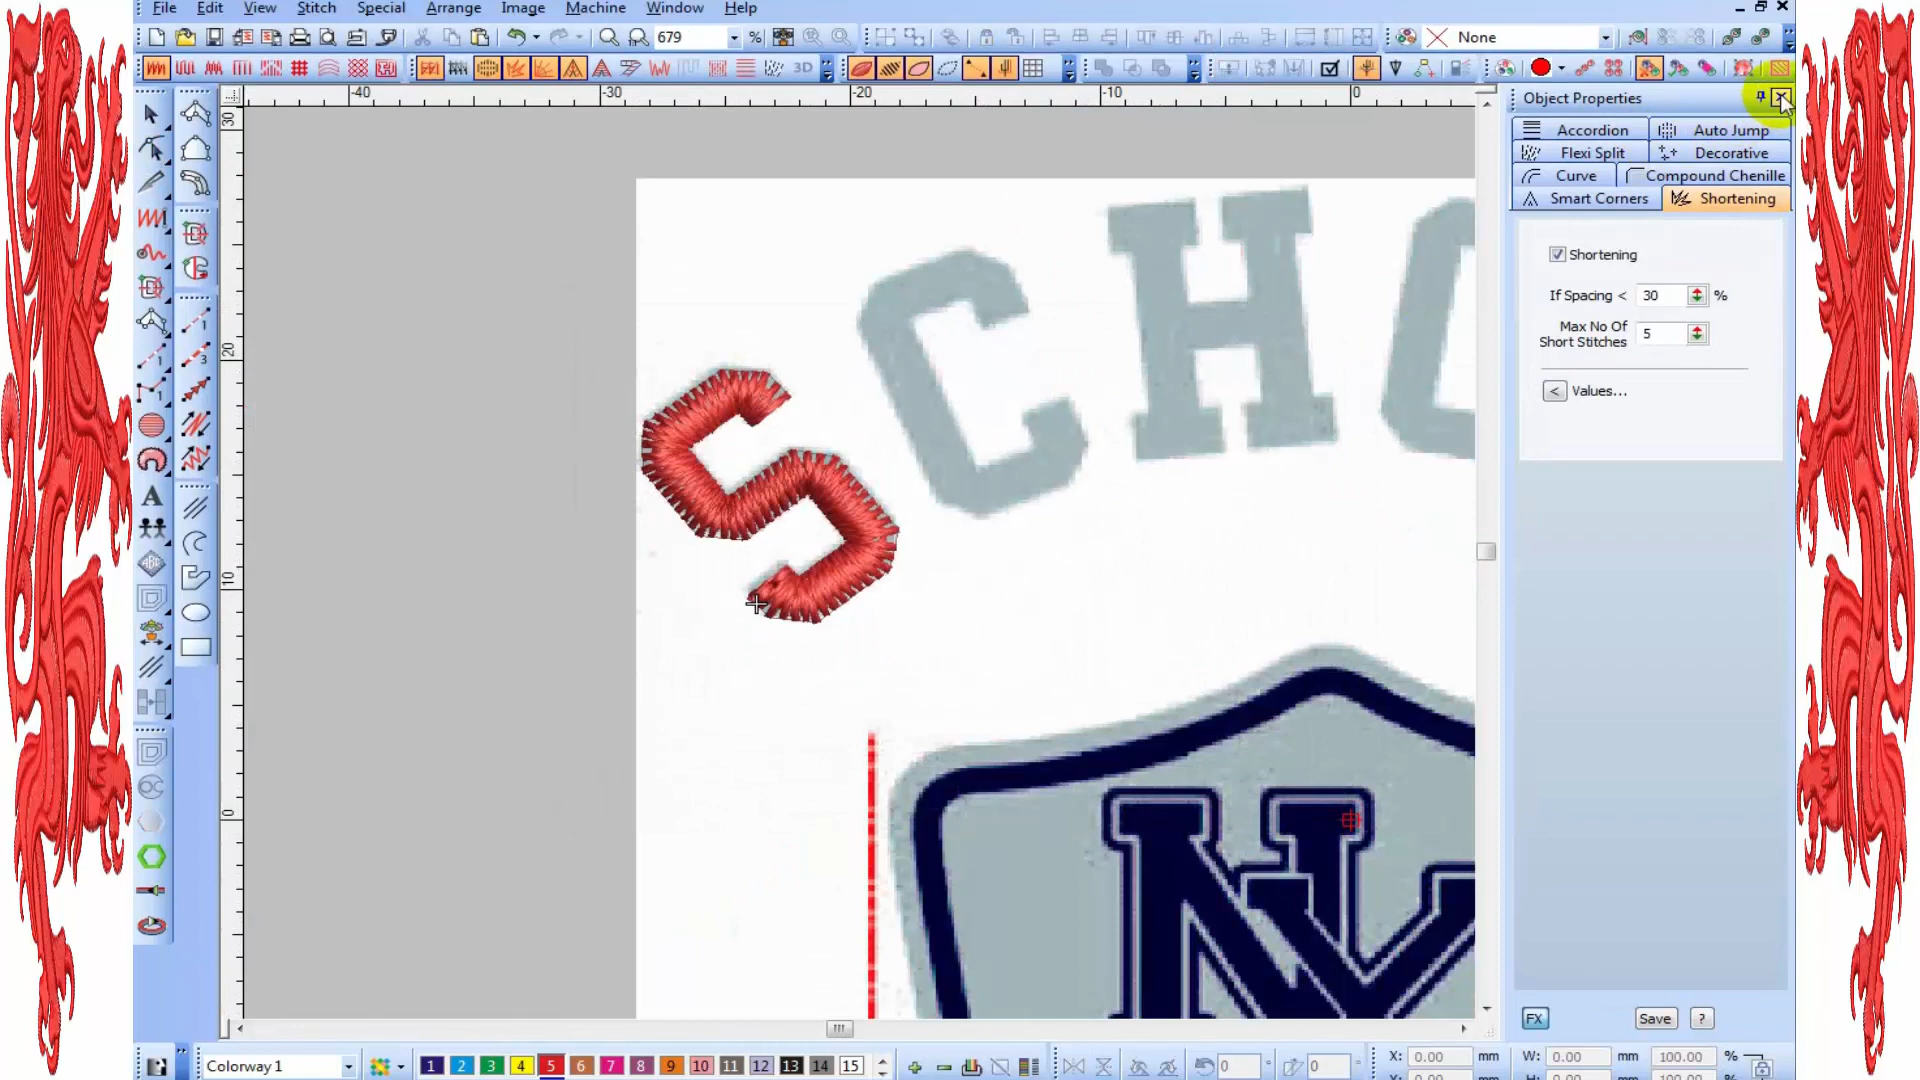 File Edit View Stitch Special Arrange Image Machine Window Help
679 % None
3D
-40 -30 -20 -10 0
30
20
10
0
Object Properties
Accordion Auto Jump
Flexi Split Decorative
Curve Compound Chenille
Smart Corners Shortening
Shortening
If Spacing < 30 %
Max No Of
Short Stitches 5
< Values...
A
ABC
S C H
FX Save ?
Colorway 1 1 2 3 4 5 6 7 8 9 10 11 12 13 14 15 0 0 X: 0.00 mm W: 0.00 mm 100.00 %